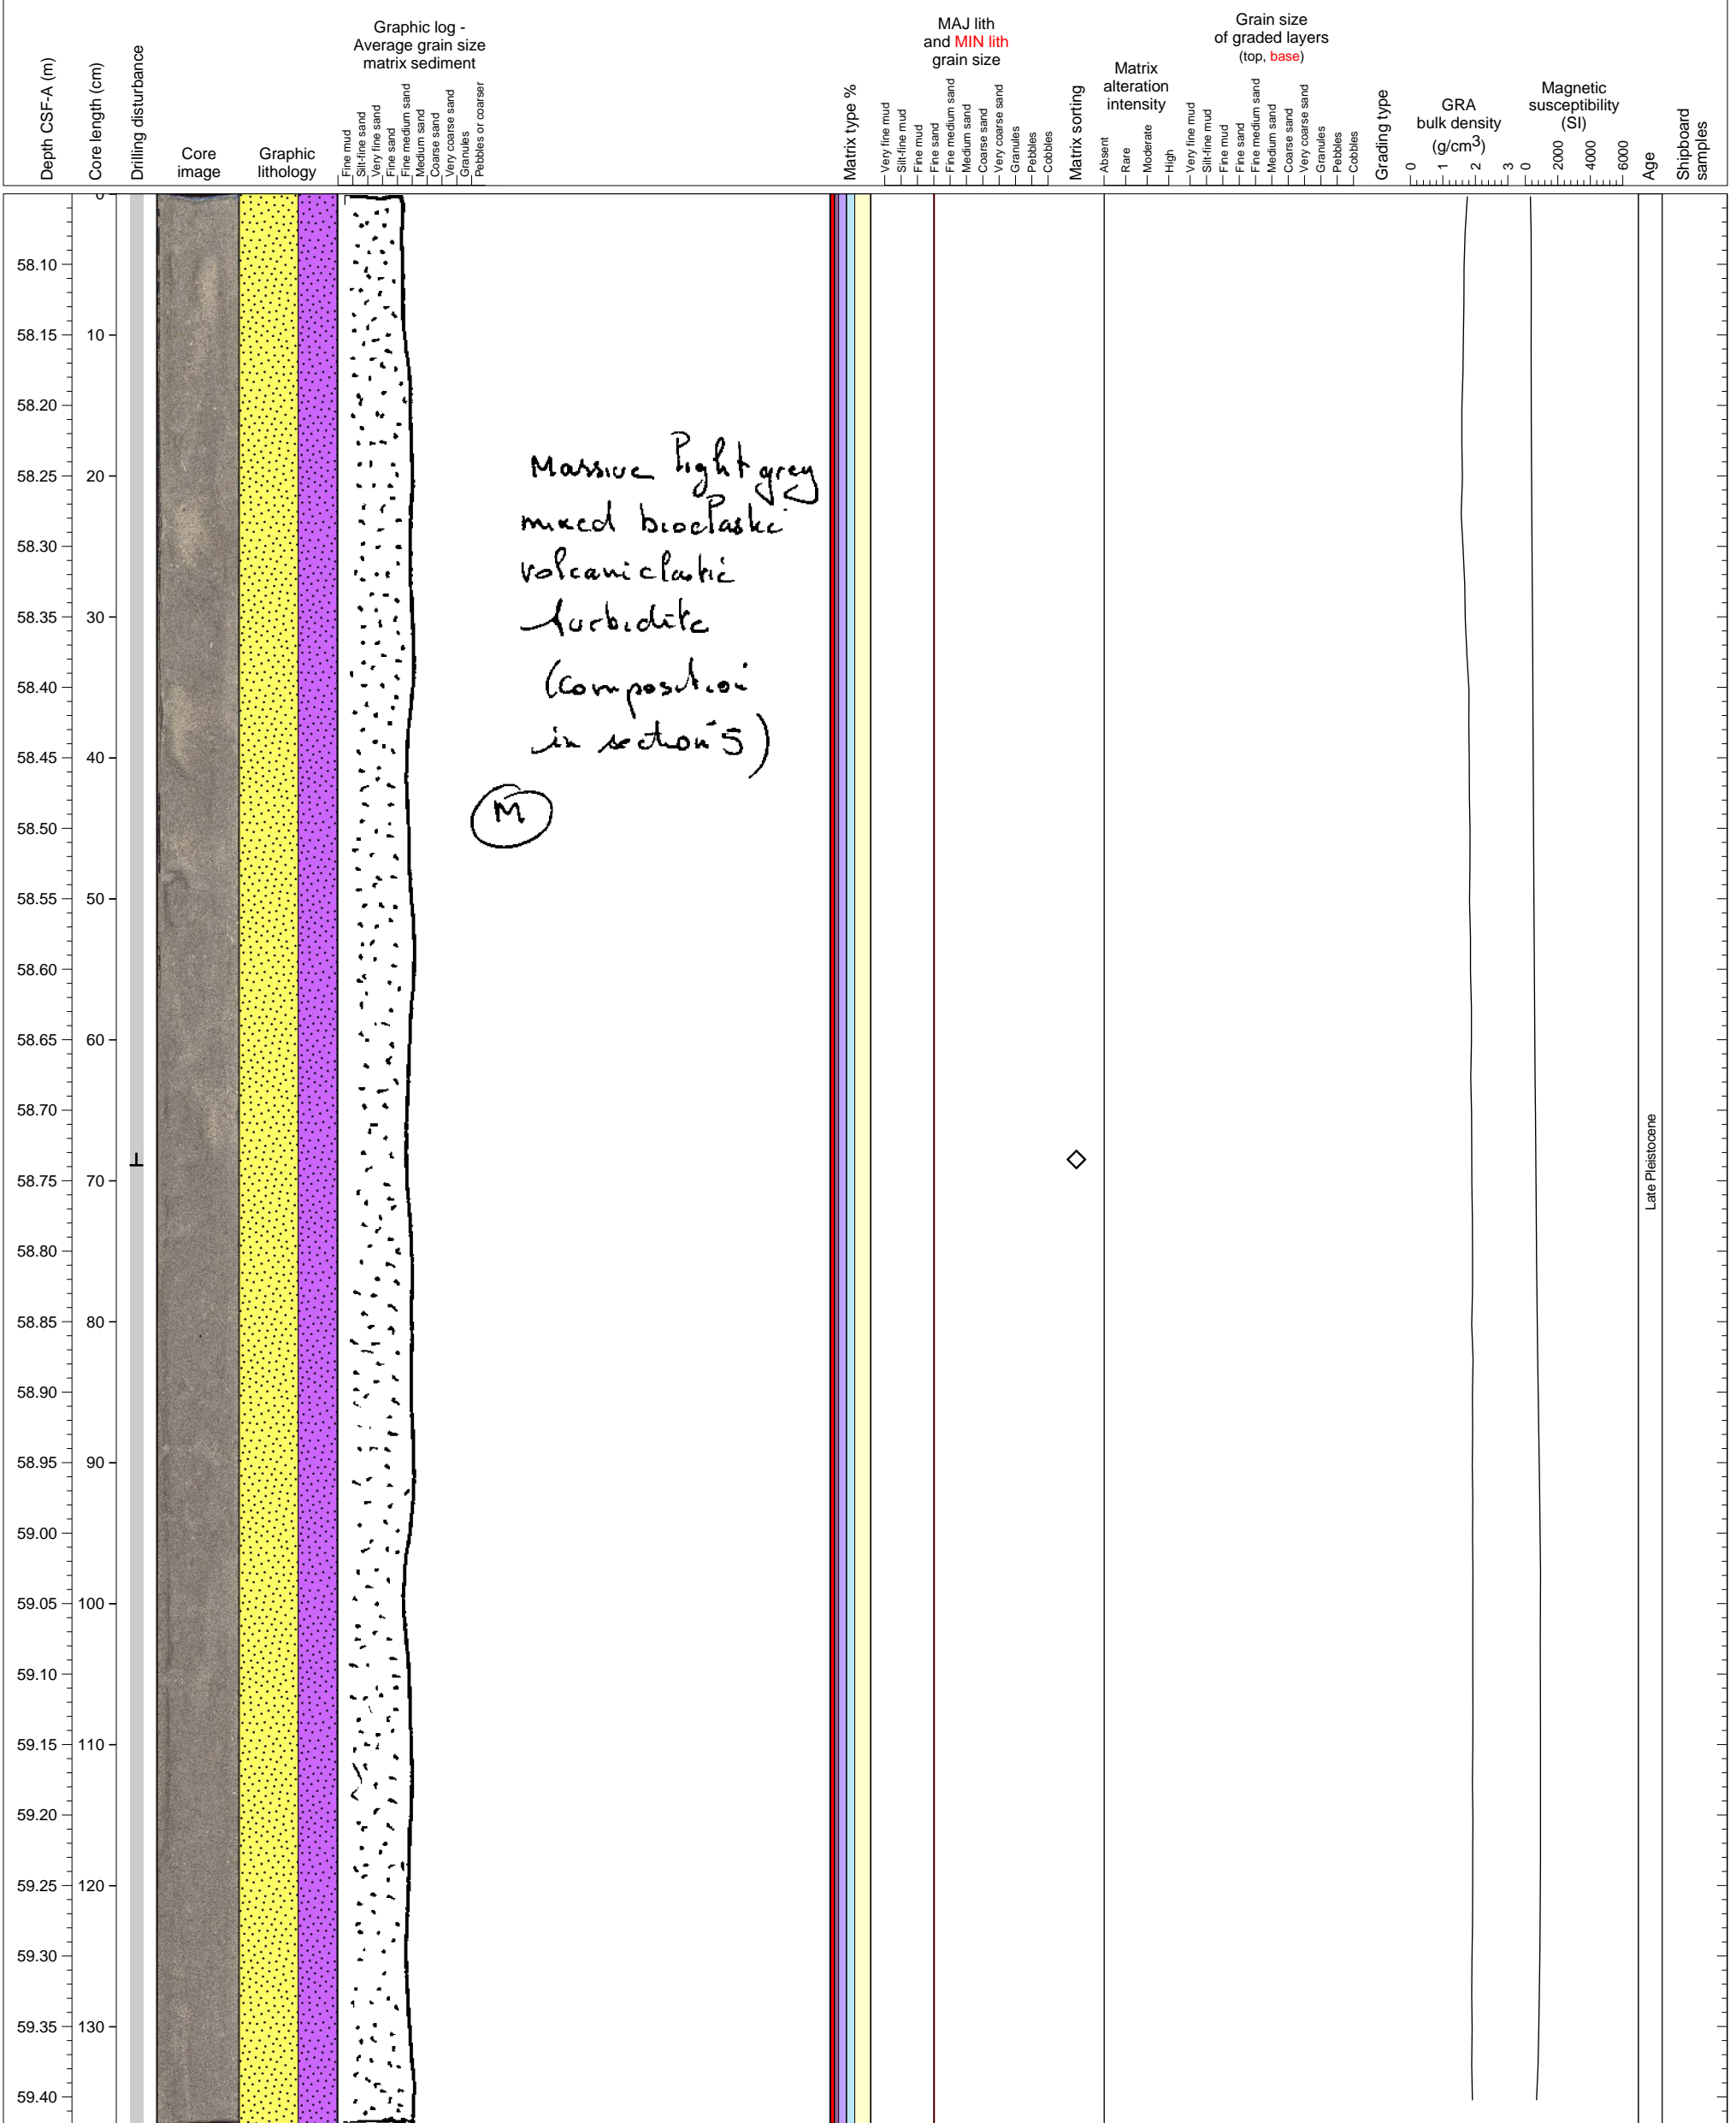 Depth CSF-A (m)
Core length (cm)
Drilling disturbance
Core
image
Graphic
lithology
Graphic log -
Average grain size
matrix sediment
Fine mud
Silt-fine sand
Very fine sand
Fine sand
Fine medium sand
Medium sand
Coarse sand
Very coarse sand
Granules
Pebbles or coarser
Matrix type %
MAJ lith
and MIN lith
grain size
Very fine mud
Silt-fine mud
Fine mud
Fine sand
Fine medium sand
Medium sand
Coarse sand
Very coarse sand
Granules
Pebbles
Cobbles
Matrix sorting
Matrix
alteration
intensity
Absent
Rare
Moderate
High
Grain size
of graded layers
(top, base)
Very fine mud
Silt-fine mud
Fine mud
Fine sand
Fine medium sand
Medium sand
Coarse sand
Very coarse sand
Granules
Pebbles
Cobbles
Grading type
GRA
bulk density
(g/cm3)
0 1 2 3
Magnetic
susceptibility
(SI)
0 2000 4000 6000
Age
Shipboard
samples
0
58.10
58.15 10
58.20
58.25 20
58.30
58.35 30
58.40
58.45 40
58.50
58.55 50
58.60
58.65 60
58.70
58.75 70
58.80
58.85 80
58.90
58.95 90
59.00
59.05 100
59.10
59.15 110
59.20
59.25 120
59.30
59.35 130
59.40
Massive light grey
mixed bioclastic
volcaniclastic
turbidite
(composition
in section 5)
M
Late Pleistocene